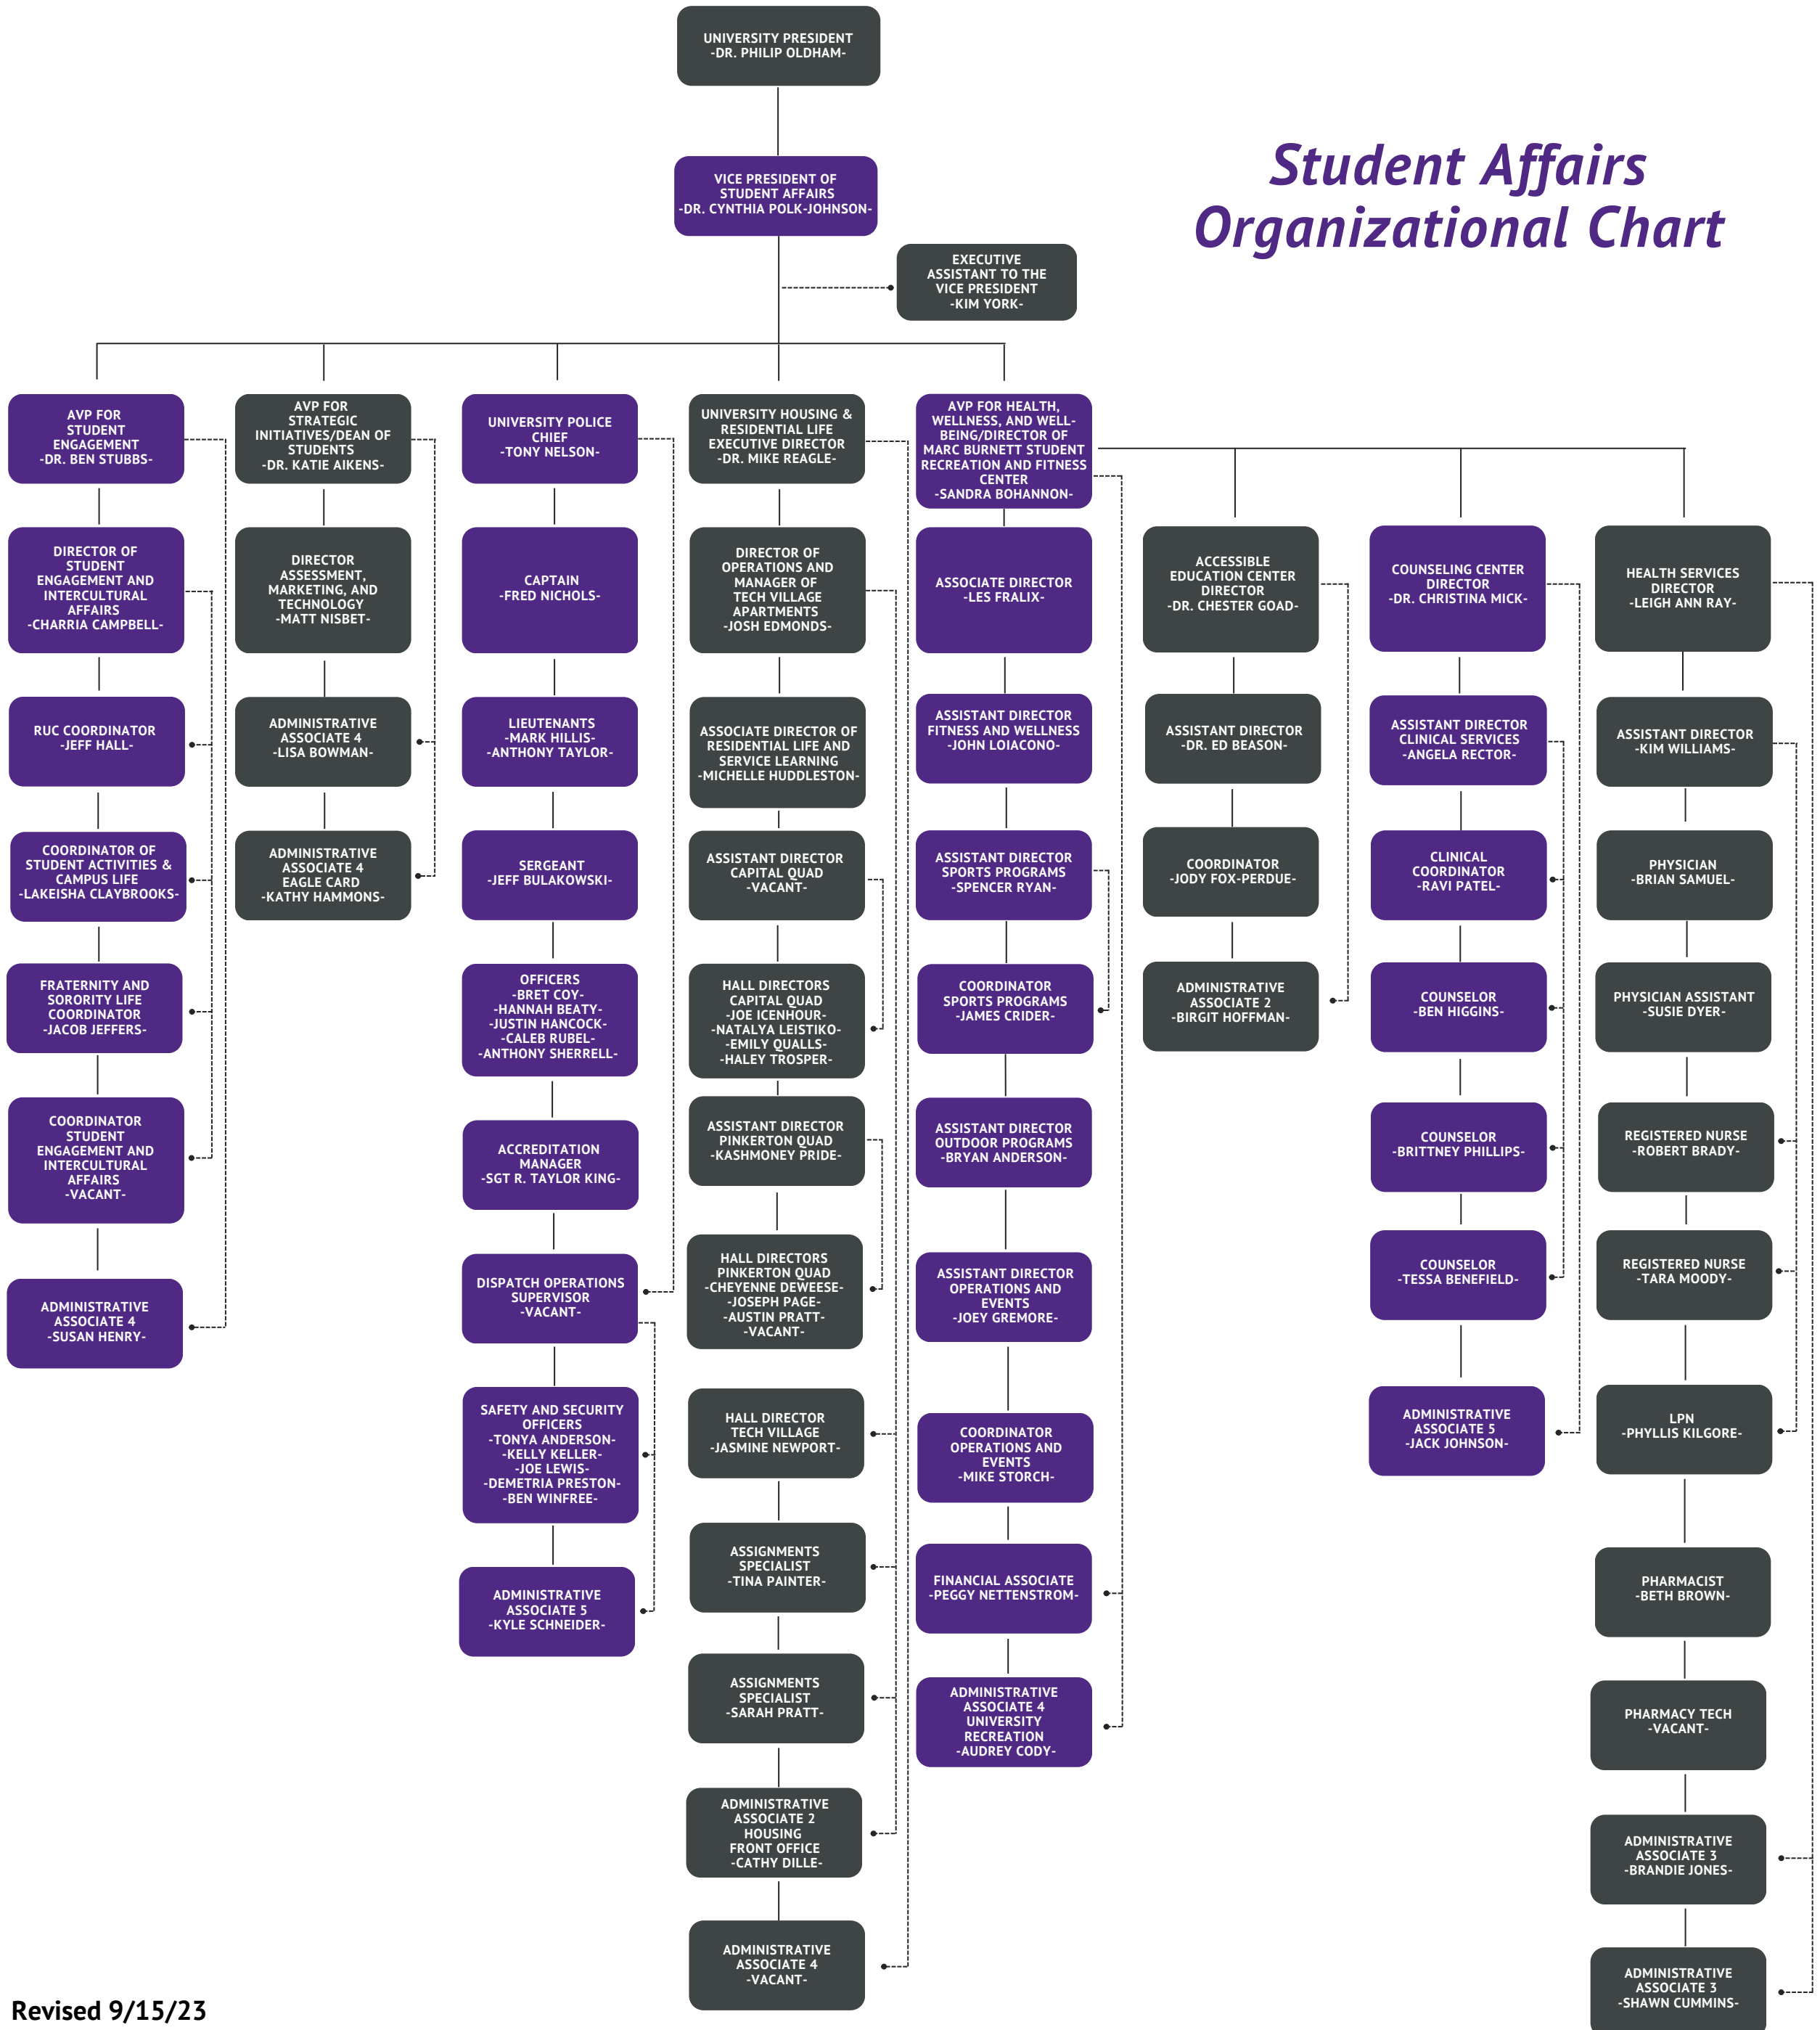 UNIVERSITY PRESIDENT
-DR. PHILIP OLDHAM-
Student Affairs
Organizational Chart
VICE PRESIDENT OF
STUDENT AFFAIRS
-DR. CYNTHIA POLK-JOHNSON-
EXECUTIVE
ASSISTANT TO THE
VICE PRESIDENT
-KIM YORK-
AVP FOR
STUDENT
ENGAGEMENT
-DR. BEN STUBBS-
DIRECTOR OF
STUDENT
ENGAGEMENT AND
INTERCULTURAL
AFFAIRS
-CHARRIA CAMPBELL-
RUC COORDINATOR
-JEFF HALL-
COORDINATOR OF
STUDENT ACTIVITIES &
CAMPUS LIFE
-LAKEISHA CLAYBROOKS-
FRATERNITY AND
SORORITY LIFE
COORDINATOR
-JACOB JEFFERS-
COORDINATOR
STUDENT
ENGAGEMENT AND
INTERCULTURAL
AFFAIRS
-VACANT-
ADMINISTRATIVE
ASSOCIATE 4
-SUSAN HENRY-
AVP FOR
STRATEGIC
INITIATIVES/DEAN OF
STUDENTS
-DR. KATIE AIKENS-
DIRECTOR
ASSESSMENT,
MARKETING, AND
TECHNOLOGY
-MATT NISBET-
ADMINISTRATIVE
ASSOCIATE 4
-LISA BOWMAN-
ADMINISTRATIVE
ASSOCIATE 4
EAGLE CARD
-KATHY HAMMONS-
UNIVERSITY POLICE
CHIEF
-TONY NELSON-
CAPTAIN
-FRED NICHOLS-
LIEUTENANTS
-MARK HILLIS-
-ANTHONY TAYLOR-
SERGEANT
-JEFF BULAKOWSKI-
OFFICERS
-BRET COY-
-HANNAH BEATY-
-JUSTIN HANCOCK-
-CALEB RUBEL-
-ANTHONY SHERRELL-
ACCREDITATION
MANAGER
-SGT R. TAYLOR KING-
DISPATCH OPERATIONS
SUPERVISOR
-VACANT-
SAFETY AND SECURITY
OFFICERS
-TONYA ANDERSON-
-KELLY KELLER-
-JOE LEWIS-
-DEMETRIA PRESTON-
-BEN WINFREE-
ADMINISTRATIVE
ASSOCIATE 5
-KYLE SCHNEIDER-
UNIVERSITY HOUSING &
RESIDENTIAL LIFE
EXECUTIVE DIRECTOR
-DR. MIKE REAGLE-
DIRECTOR OF
OPERATIONS AND
MANAGER OF
TECH VILLAGE
APARTMENTS
-JOSH EDMONDS-
ASSOCIATE DIRECTOR OF
RESIDENTIAL LIFE AND
SERVICE LEARNING
-MICHELLE HUDDLESTON-
ASSISTANT DIRECTOR
CAPITAL QUAD
-VACANT-
HALL DIRECTORS
CAPITAL QUAD
-JOE ICENHOUR-
-NATALYA LEISTIKO-
-EMILY QUALLS-
-HALEY TROSPER-
ASSISTANT DIRECTOR
PINKERTON QUAD
-KASHMONEY PRIDE-
HALL DIRECTORS
PINKERTON QUAD
-CHEYENNE DEWEESE-
-JOSEPH PAGE-
-AUSTIN PRATT-
-VACANT-
HALL DIRECTOR
TECH VILLAGE
-JASMINE NEWPORT-
ASSIGNMENTS
SPECIALIST
-TINA PAINTER-
ASSIGNMENTS
SPECIALIST
-SARAH PRATT-
ADMINISTRATIVE
ASSOCIATE 2
HOUSING
FRONT OFFICE
-CATHY DILLE-
ADMINISTRATIVE
ASSOCIATE 4
-VACANT-
AVP FOR HEALTH,
WELLNESS, AND WELL-
BEING/DIRECTOR OF
MARC BURNETT STUDENT
RECREATION AND FITNESS
CENTER
-SANDRA BOHANNON-
ASSOCIATE DIRECTOR
-LES FRALIX-
ASSISTANT DIRECTOR
FITNESS AND WELLNESS
-JOHN LOIACONO-
ASSISTANT DIRECTOR
SPORTS PROGRAMS
-SPENCER RYAN-
COORDINATOR
SPORTS PROGRAMS
-JAMES CRIDER-
ASSISTANT DIRECTOR
OUTDOOR PROGRAMS
-BRYAN ANDERSON-
ASSISTANT DIRECTOR
OPERATIONS AND
EVENTS
-JOEY GREMORE-
COORDINATOR
OPERATIONS AND
EVENTS
-MIKE STORCH-
FINANCIAL ASSOCIATE
-PEGGY NETTENSTROM-
ADMINISTRATIVE
ASSOCIATE 4
UNIVERSITY
RECREATION
-AUDREY CODY-
ACCESSIBLE
EDUCATION CENTER
DIRECTOR
-DR. CHESTER GOAD-
ASSISTANT DIRECTOR
-DR. ED BEASON-
COORDINATOR
-JODY FOX-PERDUE-
ADMINISTRATIVE
ASSOCIATE 2
-BIRGIT HOFFMAN-
COUNSELING CENTER
DIRECTOR
-DR. CHRISTINA MICK-
ASSISTANT DIRECTOR
CLINICAL SERVICES
-ANGELA RECTOR-
CLINICAL
COORDINATOR
-RAVI PATEL-
COUNSELOR
-BEN HIGGINS-
COUNSELOR
-BRITTNEY PHILLIPS-
COUNSELOR
-TESSA BENEFIELD-
ADMINISTRATIVE
ASSOCIATE 5
-JACK JOHNSON-
HEALTH SERVICES
DIRECTOR
-LEIGH ANN RAY-
ASSISTANT DIRECTOR
-KIM WILLIAMS-
PHYSICIAN
-BRIAN SAMUEL-
PHYSICIAN ASSISTANT
-SUSIE DYER-
REGISTERED NURSE
-ROBERT BRADY-
REGISTERED NURSE
-TARA MOODY-
LPN
-PHYLLIS KILGORE-
PHARMACIST
-BETH BROWN-
PHARMACY TECH
-VACANT-
ADMINISTRATIVE
ASSOCIATE 3
-BRANDIE JONES-
ADMINISTRATIVE
ASSOCIATE 3
-SHAWN CUMMINS-
Revised 9/15/23